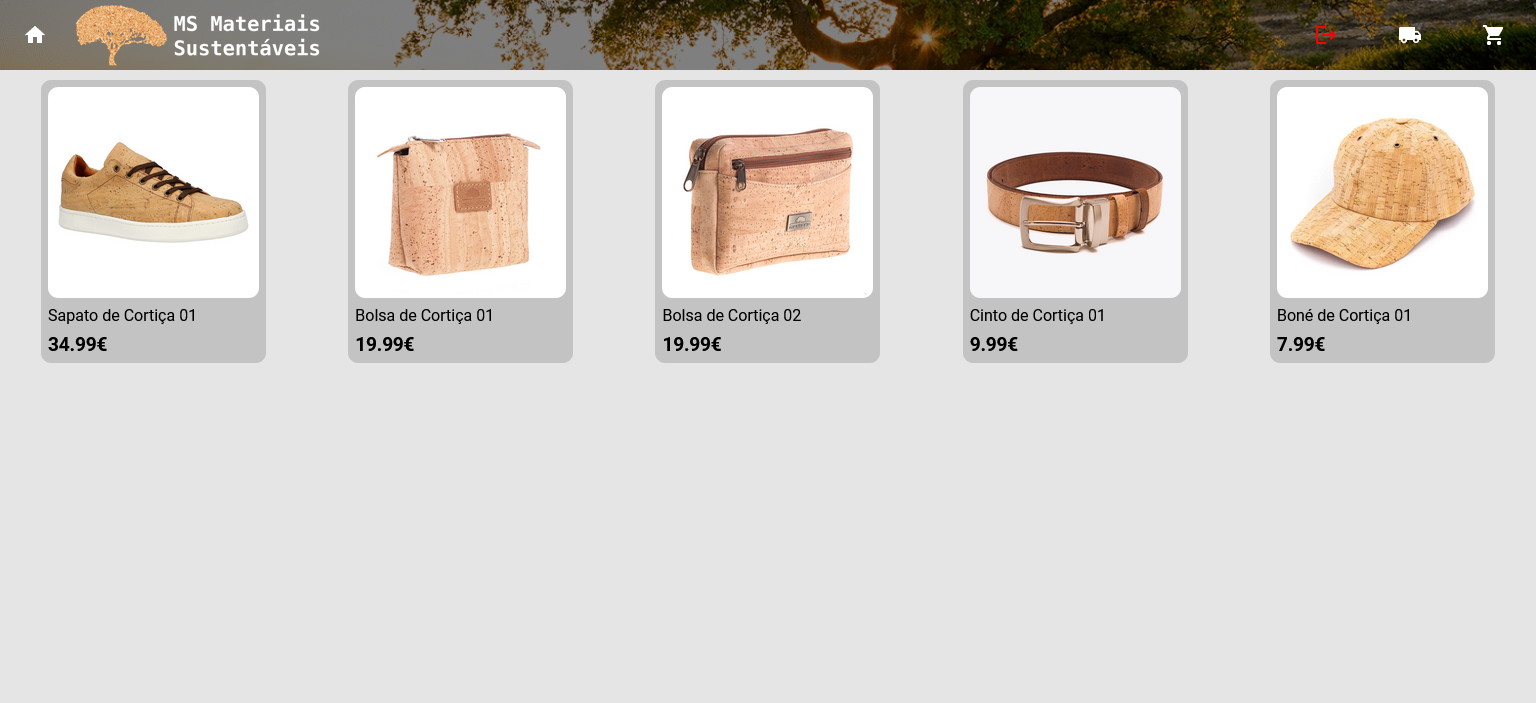 MS Materiais
Sustentáveis
Sapato de Cortiça 01
34.99€
Bolsa de Cortiça 01
19.99€
Bolsa de Cortiça 02
19.99€
Cinto de Cortiça 01
9.99€
Boné de Cortiça 01
7.99€